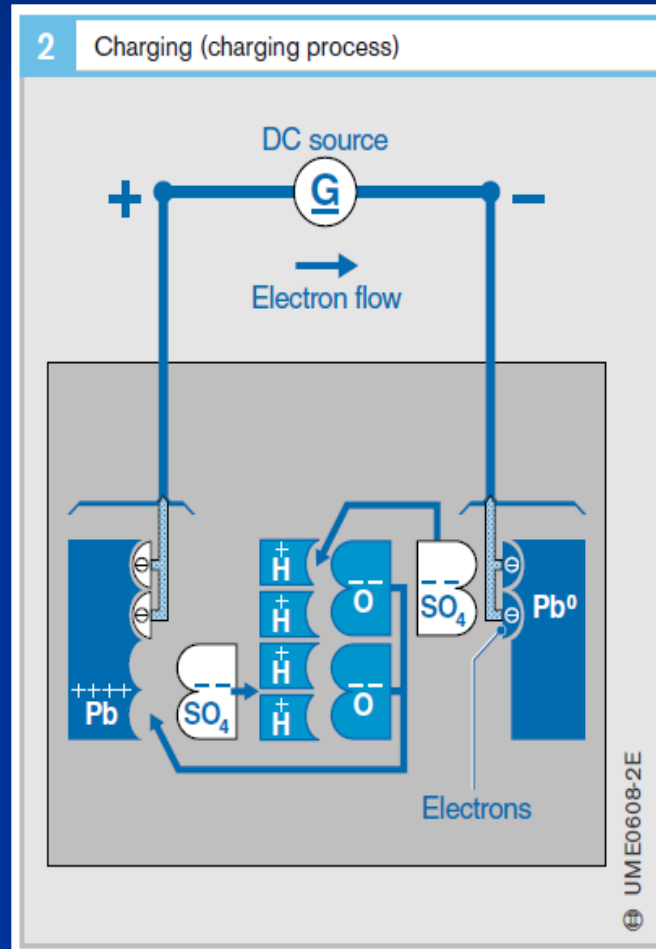 2 Charging (charging process)
DC source
+ G −
Electron flow
⊖ + H − − ⊖
⊖ + H O − − SO₄ ⊖ Pb⁰
++++ − − + H − −
Pb SO₄ + H O
Electrons
UME0608-2E